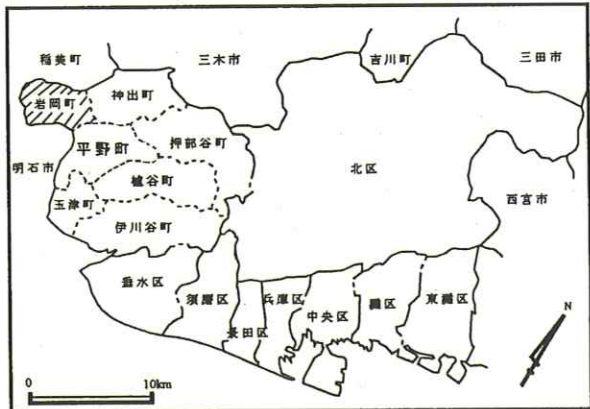 稲美町
三木市
吉川町
三田市
岩岡町
神出町
平野町
押部谷町
明石市
櫨谷町
北区
玉津町
西宮市
伊川谷町
垂水区
須磨区
兵庫区
長田区
中央区
灘区
東灘区
N
0 10km